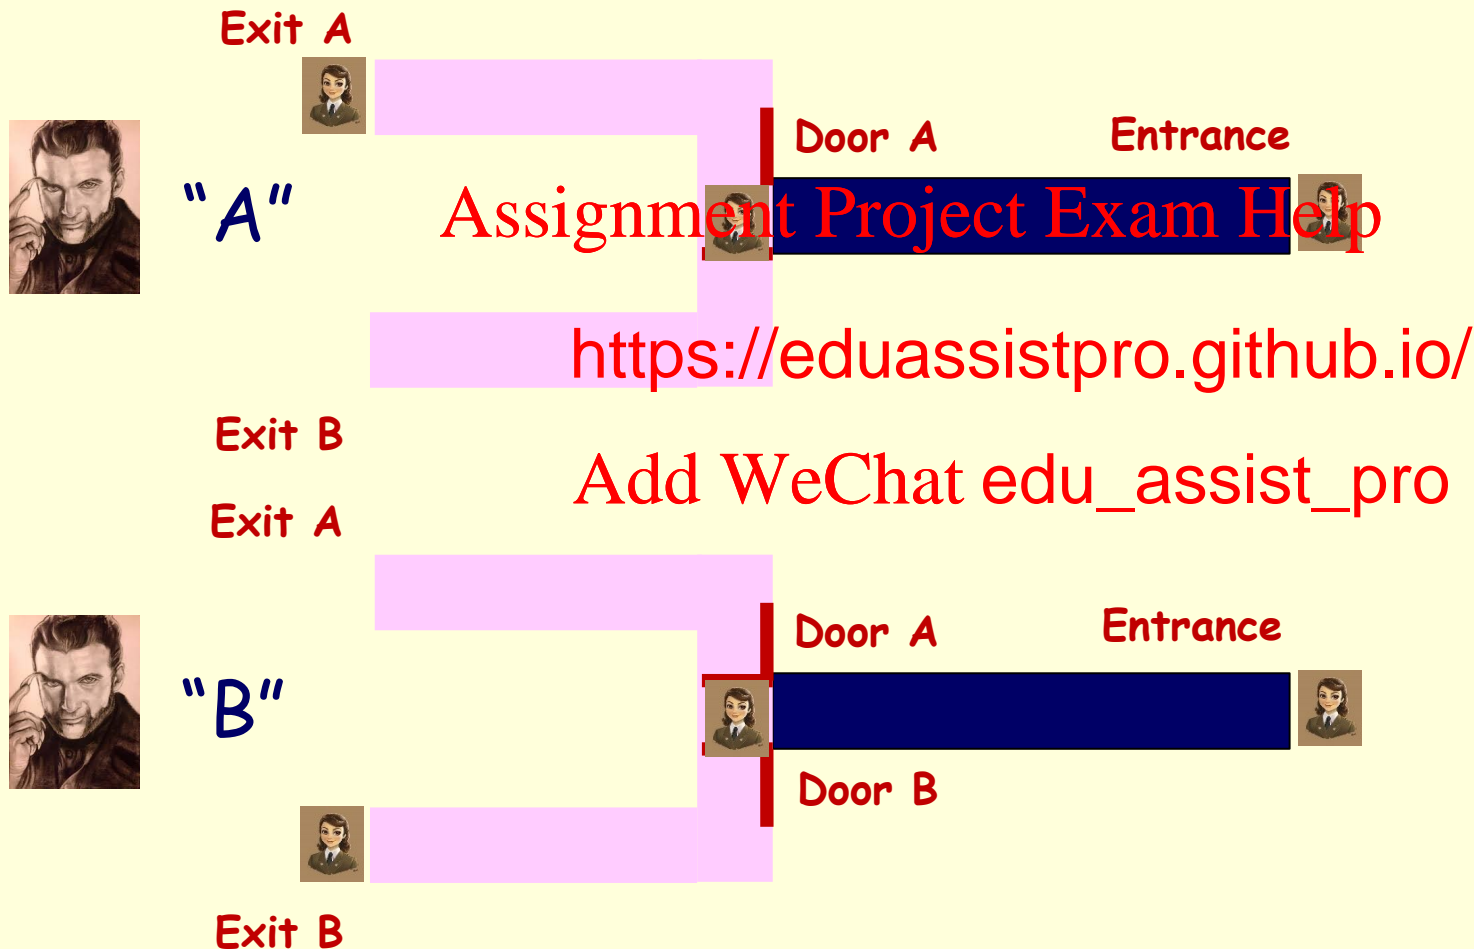 Exit A
Door A
Entrance
“A”
Assignment Project Exam Help
https://eduassistpro.github.io/
Exit B
Add WeChat edu_assist_pro
Exit A
Door A
Entrance
“B”
Door B
Exit B